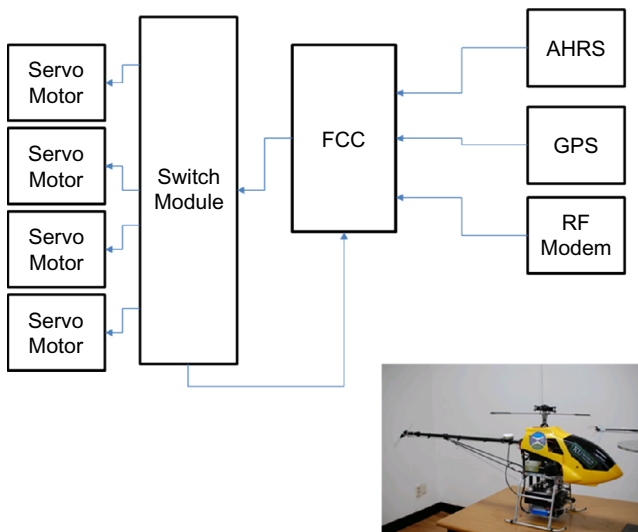 Servo
Motor
Servo
Motor
Servo
Motor
Servo
Motor
Switch
Module
FCC
AHRS
GPS
RF
Modem